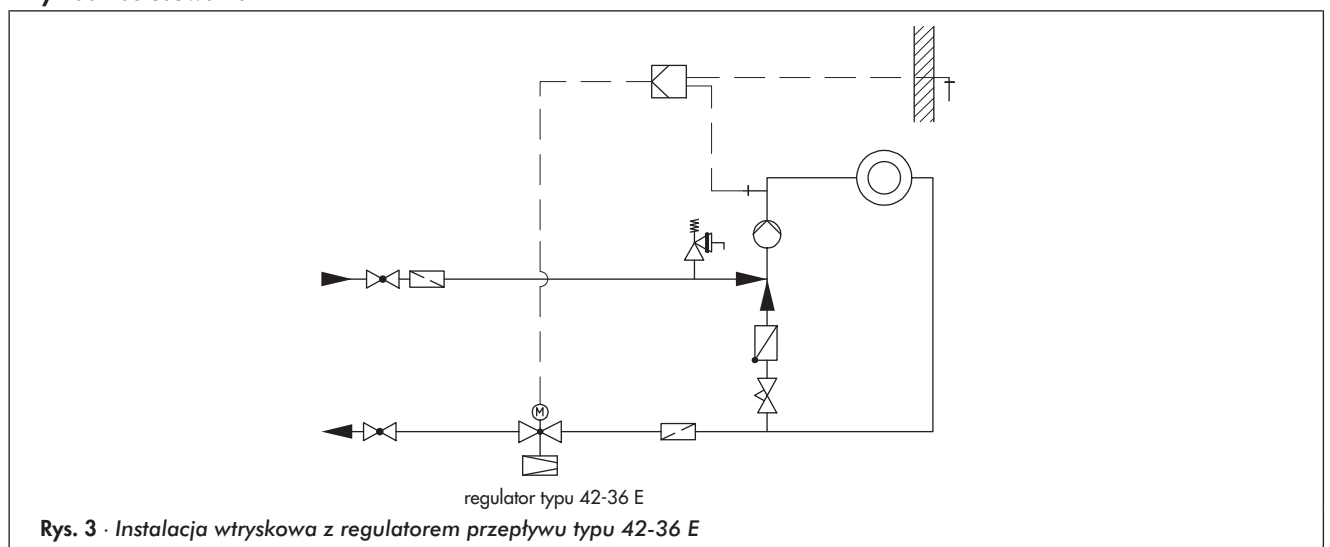 M
regulator typu 42-36 E
Rys. 3 · Instalacja wtryskowa z regulatorem przepływu typu 42-36 E